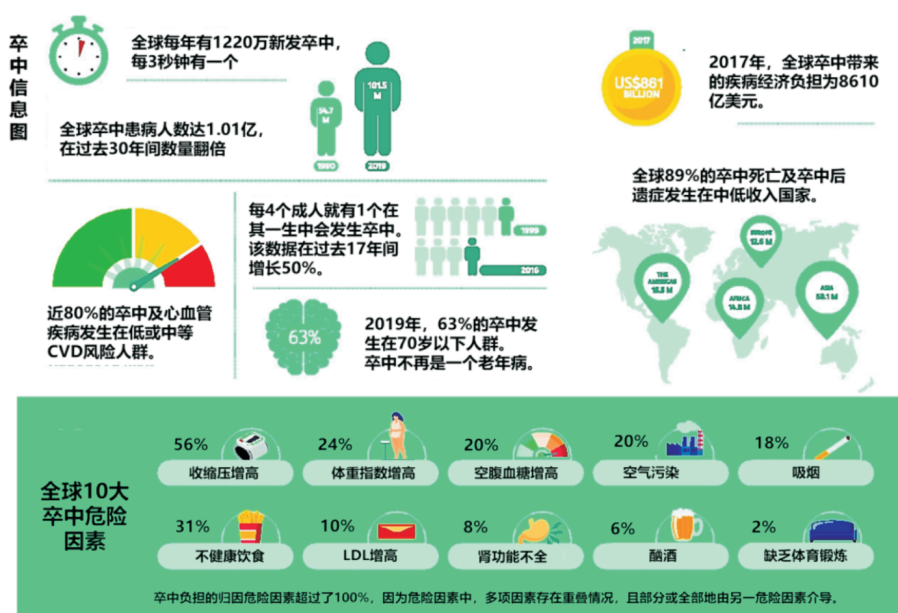 卒中信息图
全球每年有1220万新发卒中，
每3秒钟有一个
全球卒中患病人数达1.01亿，
在过去30年间数量翻倍
54.7
M
1990
101.5
M
2019
2017
US$861
BILLION
2017年，全球卒中带来
的疾病经济负担为8610
亿美元。
近80%的卒中及心血管
疾病发生在低或中等
CVD风险人群。
每4个成人就有1个在
其一生中会发生卒中。
该数据在过去17年间
增长50%。
1999
2016
63%
2019年，63%的卒中发
生在70岁以下人群。
卒中不再是一个老年病。
全球89%的卒中死亡及卒中后
遗症发生在中低收入国家。
EUROPE
12.6 M
THE
AMERICAS
AFRICA
14.8 M
ASIA
全球10大
卒中危险
因素
56%
收缩压增高
24%
体重指数增高
20%
空腹血糖增高
20%
空气污染
18%
吸烟
31%
不健康饮食
10%
LDL增高
8%
肾功能不全
6%
酗酒
2%
缺乏体育锻炼
卒中负担的归因危险因素超过了100%，因为危险因素中，多项因素存在重叠情况，且部分或全部地由另一危险因素介导。